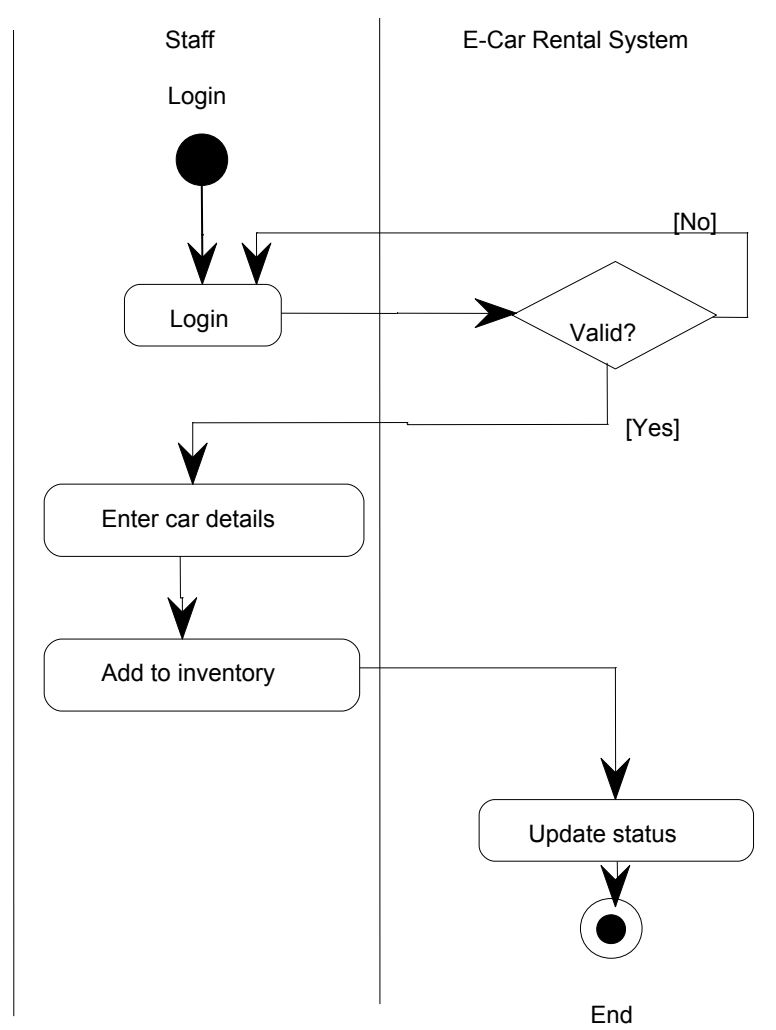 Staff
E-Car Rental System
Login
[No]
Login
Valid?
[Yes]
Enter car details
Add to inventory
Update status
End